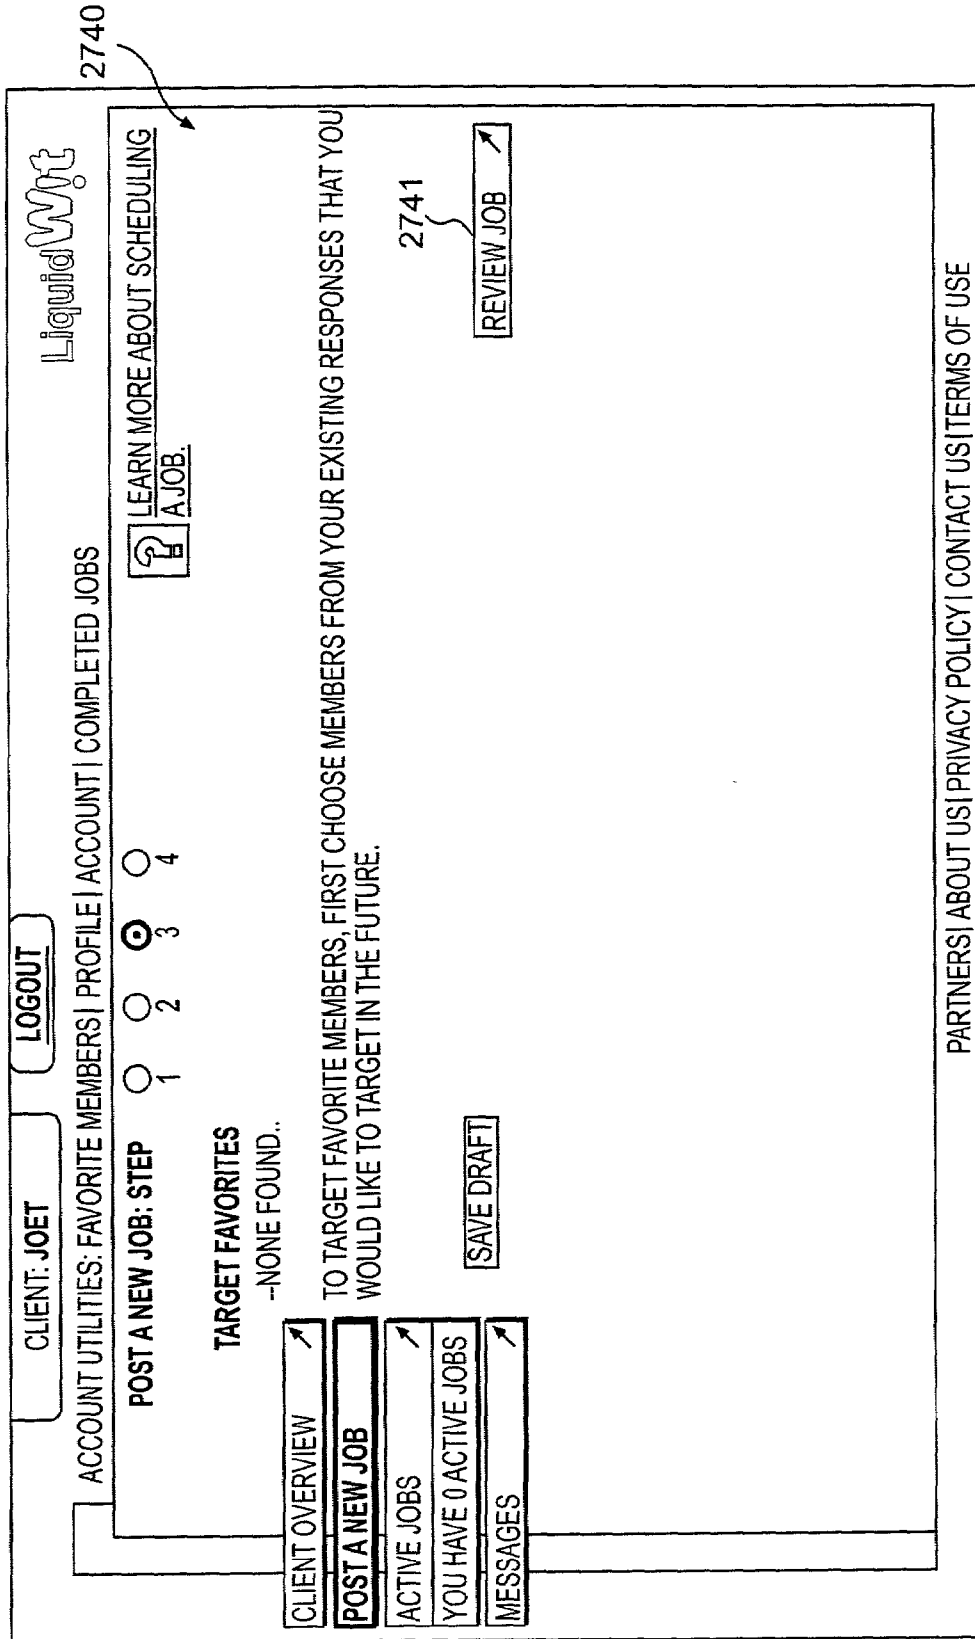 2740
CLIENT: JOET
LOGOUT
LiquidWit
ACCOUNT UTILITIES: FAVORITE MEMBERS| PROFILE | ACCOUNT | COMPLETED JOBS
POST A NEW JOB: STEP
1 2 3 4
? LEARN MORE ABOUT SCHEDULING
A JOB.
TARGET FAVORITES
--NONE FOUND..
CLIENT OVERVIEW
TO TARGET FAVORITE MEMBERS, FIRST CHOOSE MEMBERS FROM YOUR EXISTING RESPONSES THAT YOU
WOULD LIKE TO TARGET IN THE FUTURE.
POST A NEW JOB
ACTIVE JOBS
2741
YOU HAVE 0 ACTIVE JOBS
SAVE DRAFT
REVIEW JOB
MESSAGES
PARTNERS| ABOUT US| PRIVACY POLICY | CONTACT US|TERMS OF USE